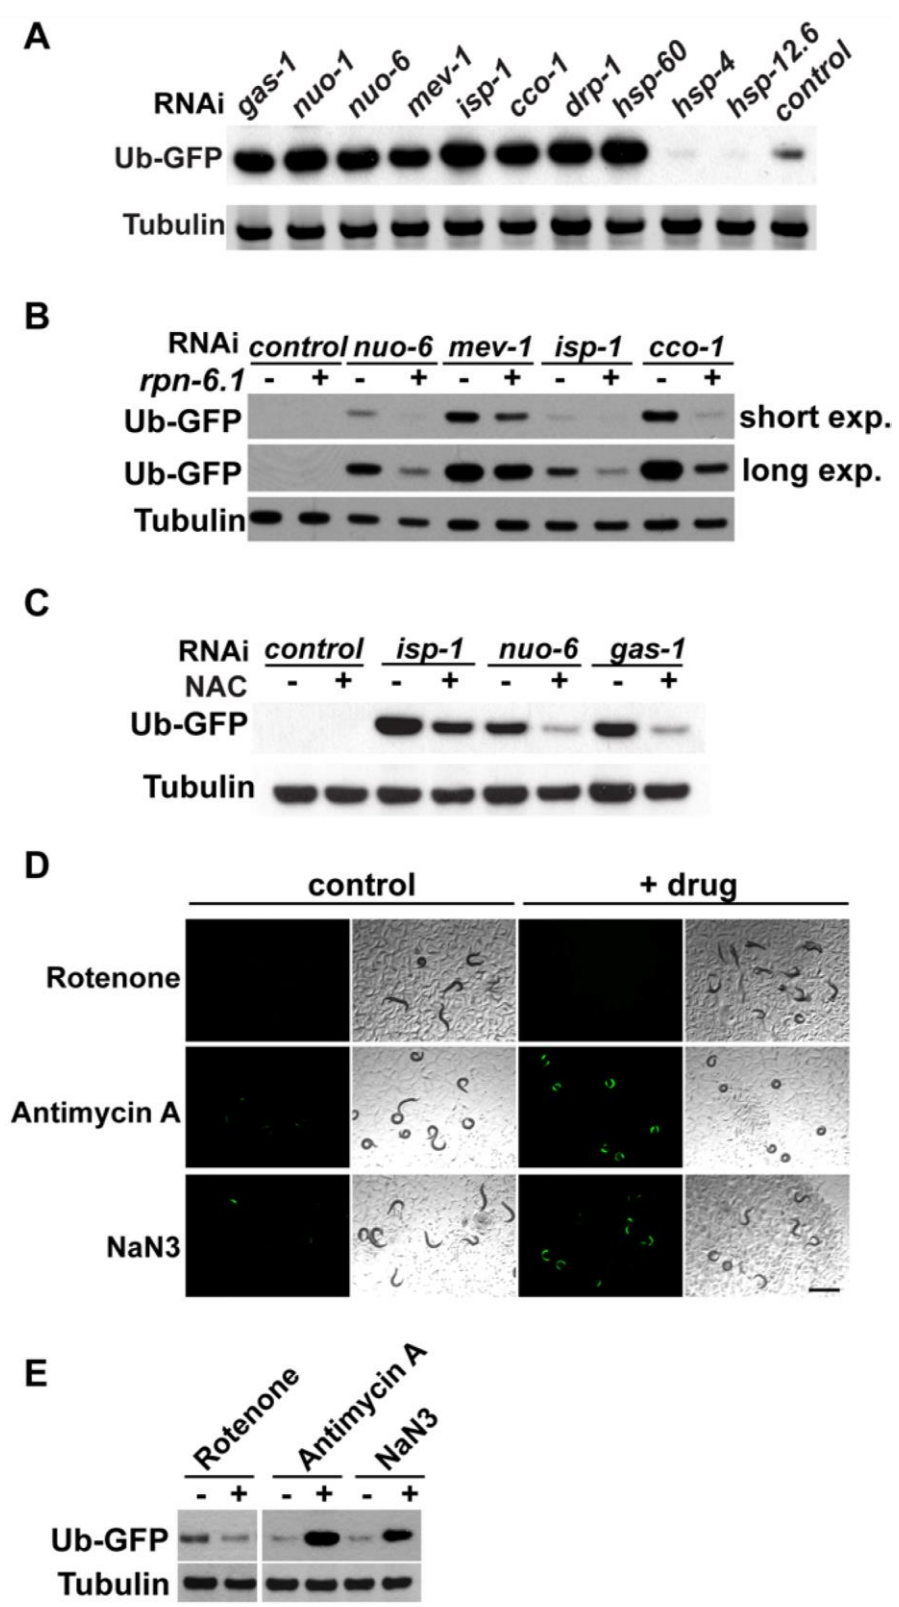 A
RNAi gas-1 nuo-1 nuo-6 mev-1 isp-1 cco-1 drp-1 hsp-60 hsp-4 hsp-12.6 control
Ub-GFP
Tubulin
B
RNAi control nuo-6 mev-1 isp-1 cco-1
rpn-6.1 - + - + - + - + - +
Ub-GFP short exp.
Ub-GFP long exp.
Tubulin
C
RNAi control isp-1 nuo-6 gas-1
NAC - + - + - + - +
Ub-GFP
Tubulin
D
control + drug
Rotenone
Antimycin A
NaN3
E
Rotenone Antimycin A NaN3
- + - + - +
Ub-GFP
Tubulin